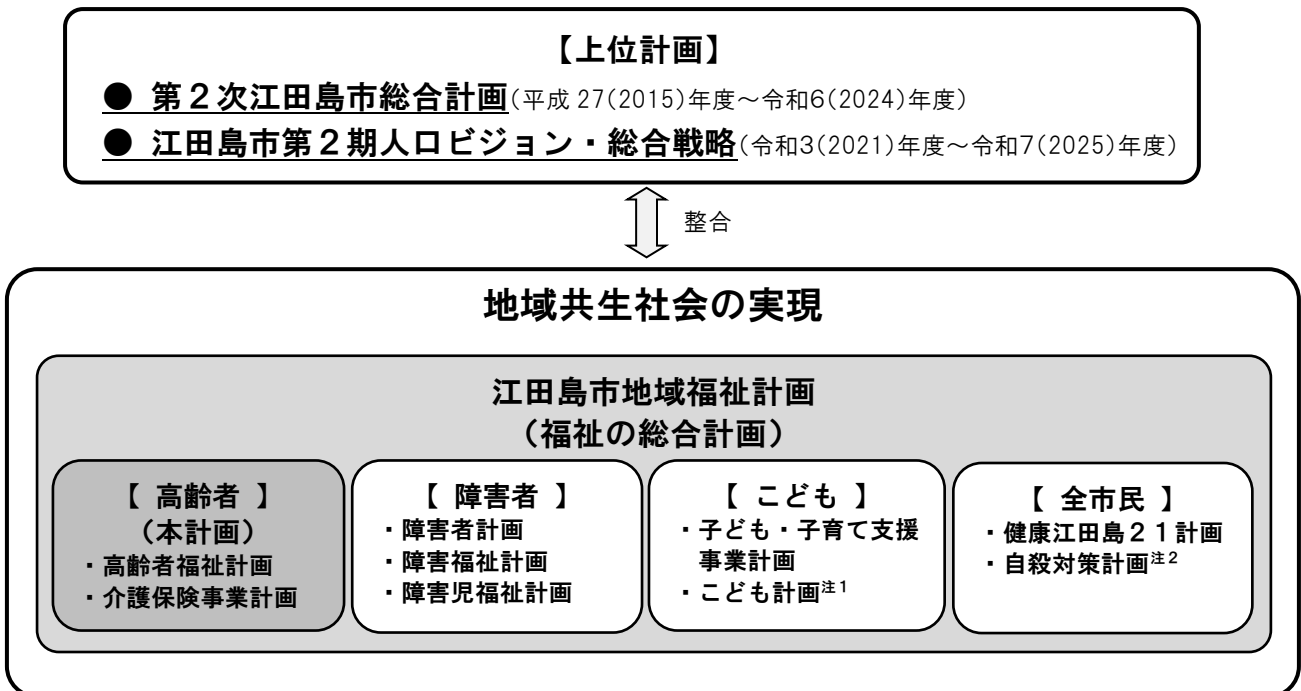 【上位計画】
● 第２次江田島市総合計画(平成 27(2015)年度～令和6(2024)年度)
● 江田島市第２期人口ビジョン・総合戦略(令和3(2021)年度～令和7(2025)年度)
整合
地域共生社会の実現
江田島市地域福祉計画
（福祉の総合計画）
【 高齢者 】
（本計画）
・高齢者福祉計画
・介護保険事業計画
【 障害者 】
・障害者計画
・障害福祉計画
・障害児福祉計画
【 こども 】
・子ども・子育て支援
事業計画
・こども計画注1
【 全市民 】
・健康江田島２１計画
・自殺対策計画注2